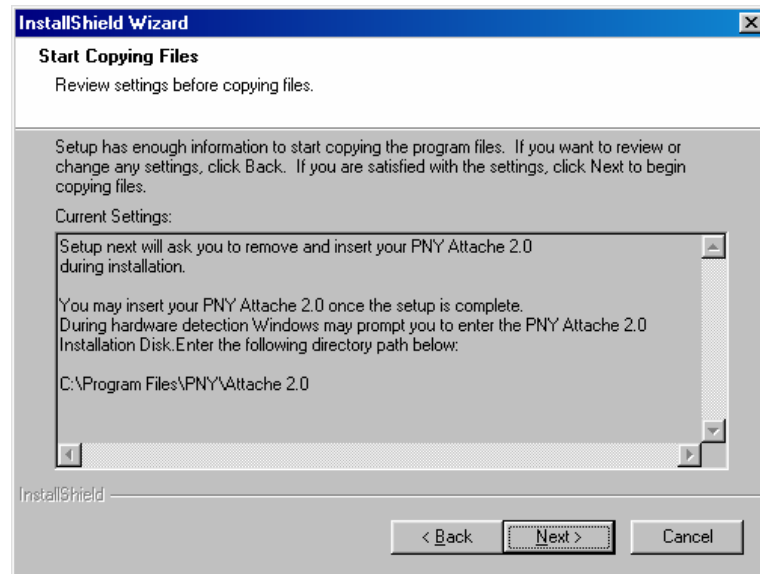 InstallShield Wizard
Start Copying Files
Review settings before copying files.
Setup has enough information to start copying the program files. If you want to review or
change any settings, click Back. If you are satisfied with the settings, click Next to begin
copying files.
Current Settings:
Setup next will ask you to remove and insert your PNY Attache 2.0
during installation.
You may insert your PNY Attache 2.0 once the setup is complete.
During hardware detection Windows may prompt you to enter the PNY Attache 2.0
Installation Disk.Enter the following directory path below:
C:\Program Files\PNY\Attache 2.0
InstallShield
< Back Next > Cancel